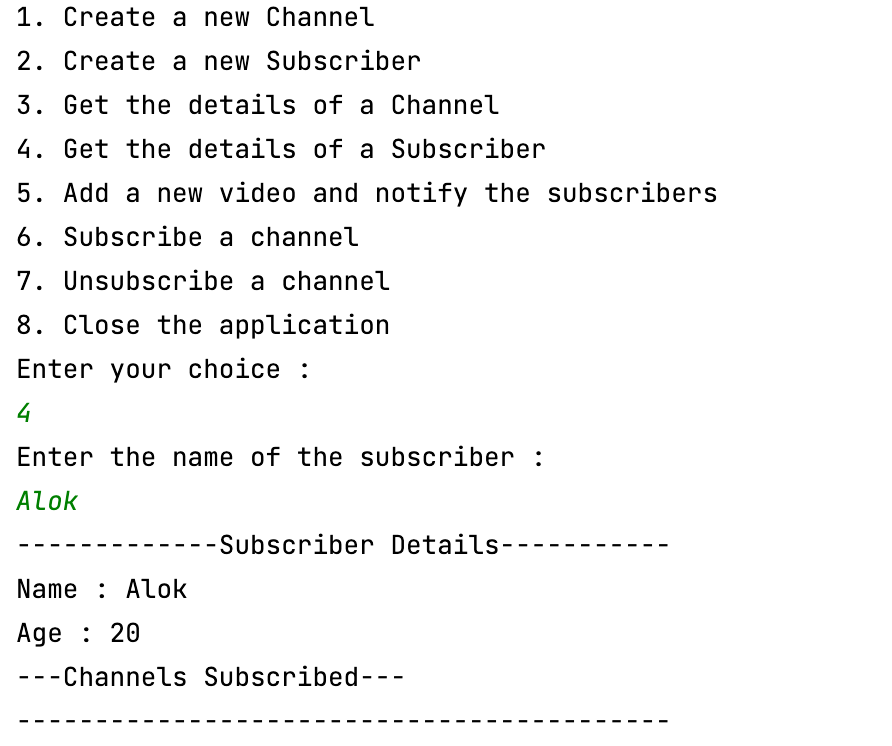 1. Create a new Channel
2. Create a new Subscriber
3. Get the details of a Channel
4. Get the details of a Subscriber
5. Add a new video and notify the subscribers
6. Subscribe a channel
7. Unsubscribe a channel
8. Close the application
Enter your choice :
4
Enter the name of the subscriber :
Alok
-------------Subscriber Details-----------
Name : Alok
Age : 20
---Channels Subscribed---
------------------------------------------